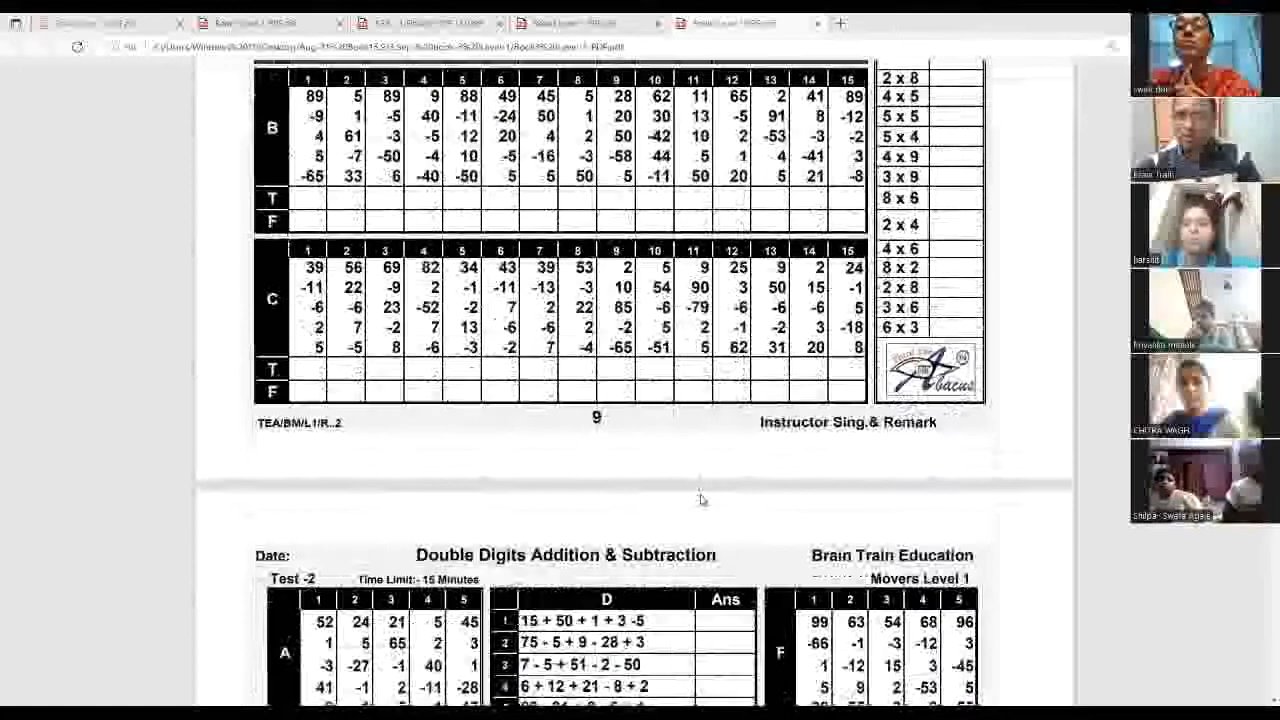 B 1 2 3 4 5 6 7 8 9 10 11 12 13 14 15
89 5 89 9 88 49 45 5 28 62 11 65 2 41 89
-9 1 -5 40 -11 -24 50 1 20 30 13 -5 91 8 -12
4 61 -3 -5 12 20 4 2 50 -42 10 2 -53 -3 -2
5 -7 -50 -4 10 -5 -16 -3 -58 44 5 1 4 -41 3
-65 33 6 -40 -50 5 5 50 5 -11 50 20 5 21 -8
T
F
C 1 2 3 4 5 6 7 8 9 10 11 12 13 14 15
39 56 69 82 34 43 39 53 2 5 9 25 9 2 24
-11 22 -9 2 -1 -11 -13 -3 10 54 90 3 50 15 -1
-6 -6 23 -52 -2 7 2 22 85 -6 -79 -6 -6 -6 5
2 7 -2 7 13 -6 -6 2 -2 5 2 -1 -2 3 -18
5 -5 8 -6 -3 -2 7 -4 -65 -51 5 62 31 20 8
T
F
2 x 8
4 x 5
5 x 5
5 x 4
4 x 9
3 x 9
8 x 6
2 x 4
4 x 6
8 x 2
2 x 8
3 x 6
6 x 3
Abacus
TEA/BM/L1/R..2
9
Instructor Sing.& Remark
Date:
Double Digits Addition & Subtraction
Brain Train Education
Test -2
Time Limit:- 15 Minutes
Movers Level 1
A 1 2 3 4 5
52 24 21 5 45
1 5 65 2 3
-3 -27 -1 40 1
41 -1 2 -11 -28
D Ans
1 15 + 50 + 1 + 3 -5
2 75 - 5 + 9 - 28 + 3
3 7 - 5 + 51 - 2 - 50
4 6 + 12 + 21 - 8 + 2
F 1 2 3 4 5
99 63 54 68 96
-66 -1 -3 -12 3
1 -12 15 3 -45
5 9 2 -53 5
Brain Train
harshit
Priyanka
CHITRA WAGH
Shilpa - Swara